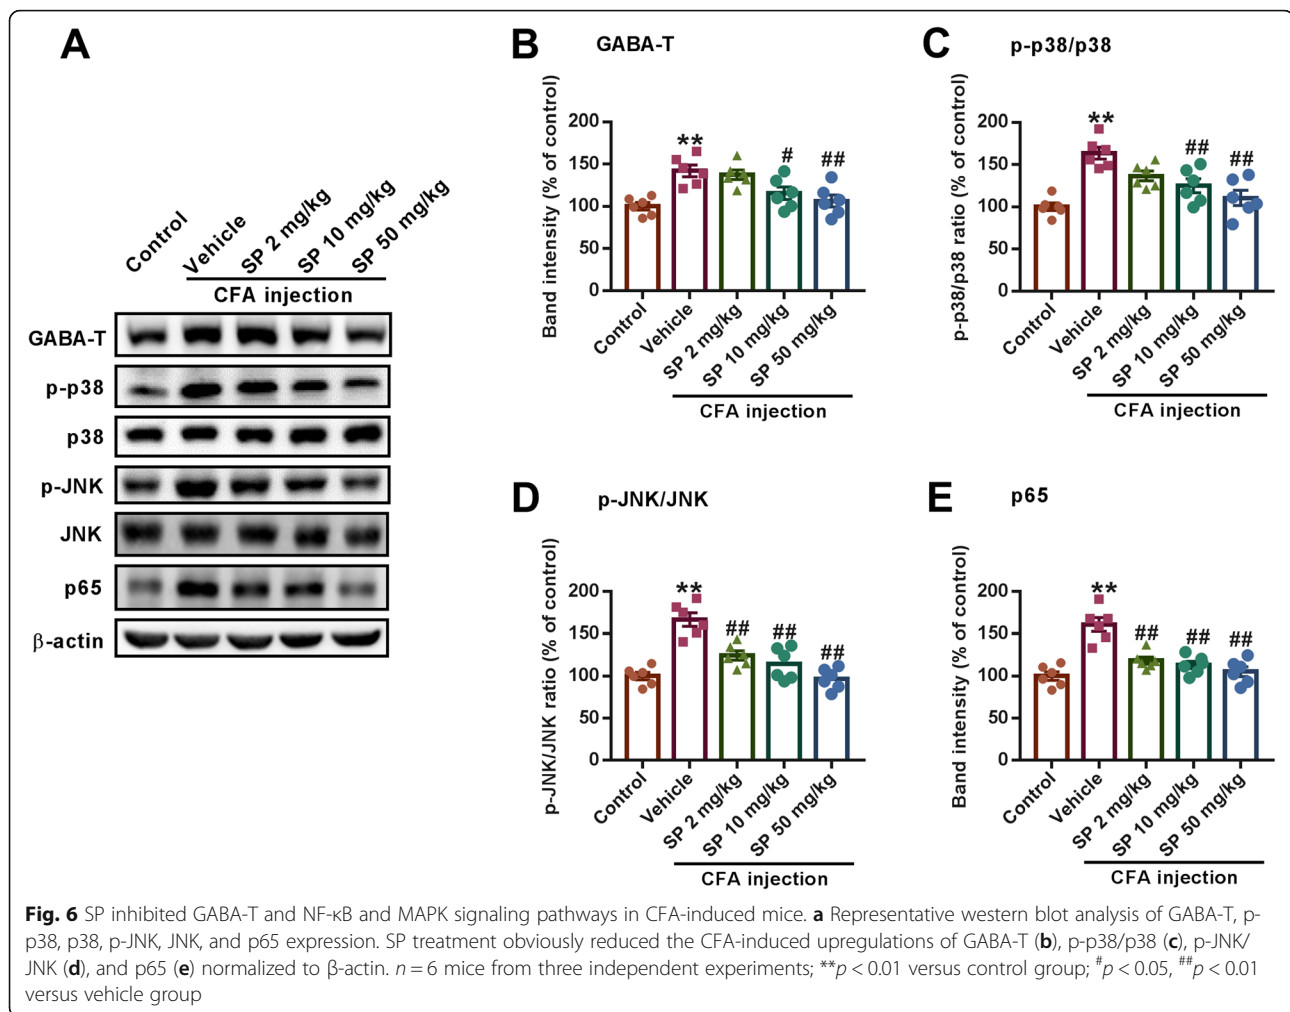 A
Control
Vehicle
SP 2 mg/kg
SP 10 mg/kg
SP 50 mg/kg
CFA injection
GABA-T
p-p38
p38
p-JNK
JNK
p65
β-actin
B
GABA-T
Band intensity (% of control)
200
150
100
50
0
**
#
##
Control
Vehicle
SP 2 mg/kg
SP 10 mg/kg
SP 50 mg/kg
CFA injection
C
p-p38/p38
p-p38/p38 ratio (% of control)
200
150
100
50
0
**
##
##
Control
Vehicle
SP 2 mg/kg
SP 10 mg/kg
SP 50 mg/kg
CFA injection
D
p-JNK/JNK
p-JNK/JNK ratio (% of control)
200
150
100
50
0
**
##
##
##
Control
Vehicle
SP 2 mg/kg
SP 10 mg/kg
SP 50 mg/kg
CFA injection
E
p65
Band intensity (% of control)
200
150
100
50
0
**
##
##
##
Control
Vehicle
SP 2 mg/kg
SP 10 mg/kg
SP 50 mg/kg
CFA injection
Fig. 6 SP inhibited GABA-T and NF-κB and MAPK signaling pathways in CFA-induced mice. a Representative western blot analysis of GABA-T, p-
p38, p38, p-JNK, JNK, and p65 expression. SP treatment obviously reduced the CFA-induced upregulations of GABA-T (b), p-p38/p38 (c), p-JNK/
JNK (d), and p65 (e) normalized to β-actin. n = 6 mice from three independent experiments; **p < 0.01 versus control group; #p < 0.05, ##p < 0.01
versus vehicle group